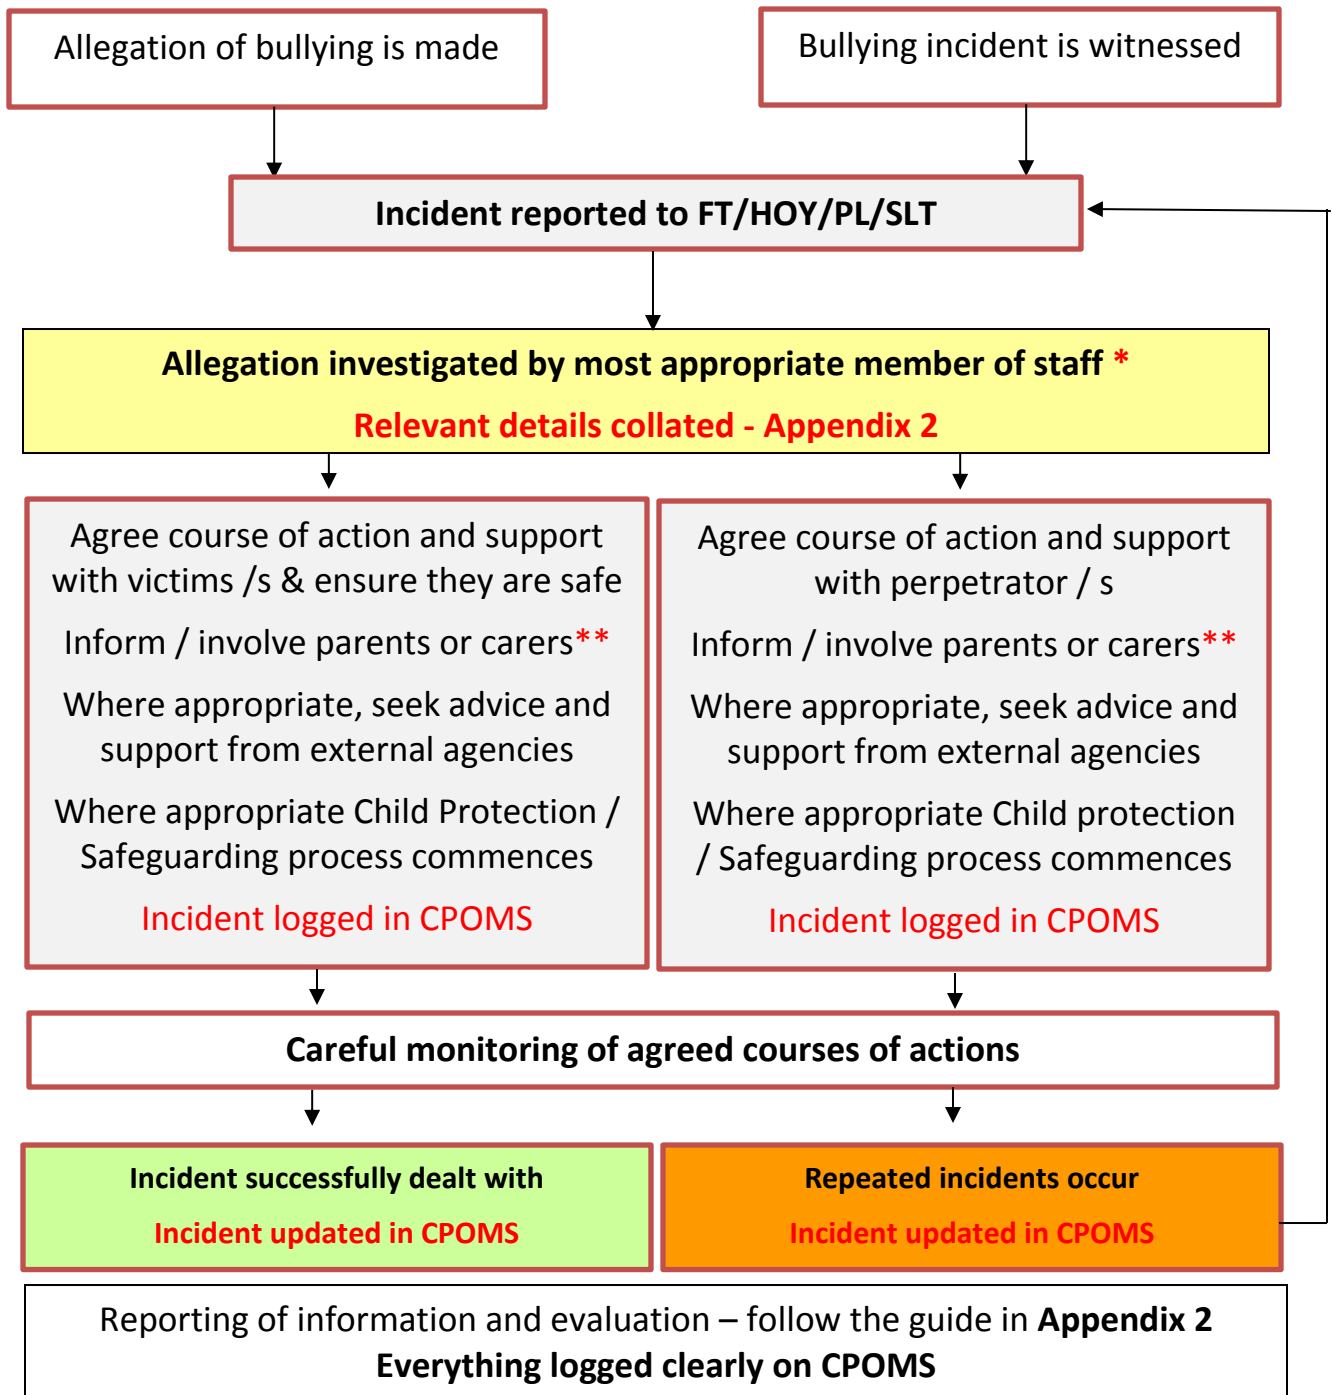 Allegation of bullying is made
Bullying incident is witnessed
Incident reported to FT/HOY/PL/SLT
Allegation investigated by most appropriate member of staff *
Relevant details collated - Appendix 2
Agree course of action and support
with victims /s & ensure they are safe
Inform / involve parents or carers**
Where appropriate, seek advice and
support from external agencies
Where appropriate Child Protection /
Safeguarding process commences
Incident logged in CPOMS
Agree course of action and support
with perpetrator / s
Inform / involve parents or carers**
Where appropriate, seek advice and
support from external agencies
Where appropriate Child protection
/ Safeguarding process commences
Incident logged in CPOMS
Careful monitoring of agreed courses of actions
Incident successfully dealt with
Incident updated in CPOMS
Repeated incidents occur
Incident updated in CPOMS
Reporting of information and evaluation – follow the guide in Appendix 2
Everything logged clearly on CPOMS